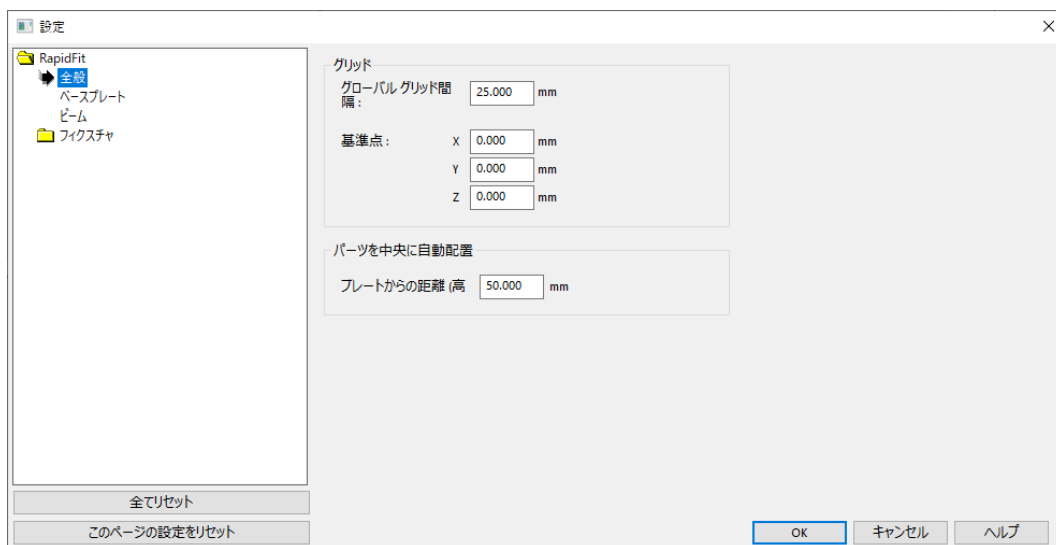 設定
RapidFit
全般
ベースプレート
ビーム
フィクスチャ
全てリセット
このページの設定をリセット
グリッド
グローバル グリッド間
隔 :
25.000 mm
基準点 : X 0.000 mm
Y 0.000 mm
Z 0.000 mm
パーツを中央に自動配置
プレートからの距離 (高 50.000 mm
OK キャンセル ヘルプ